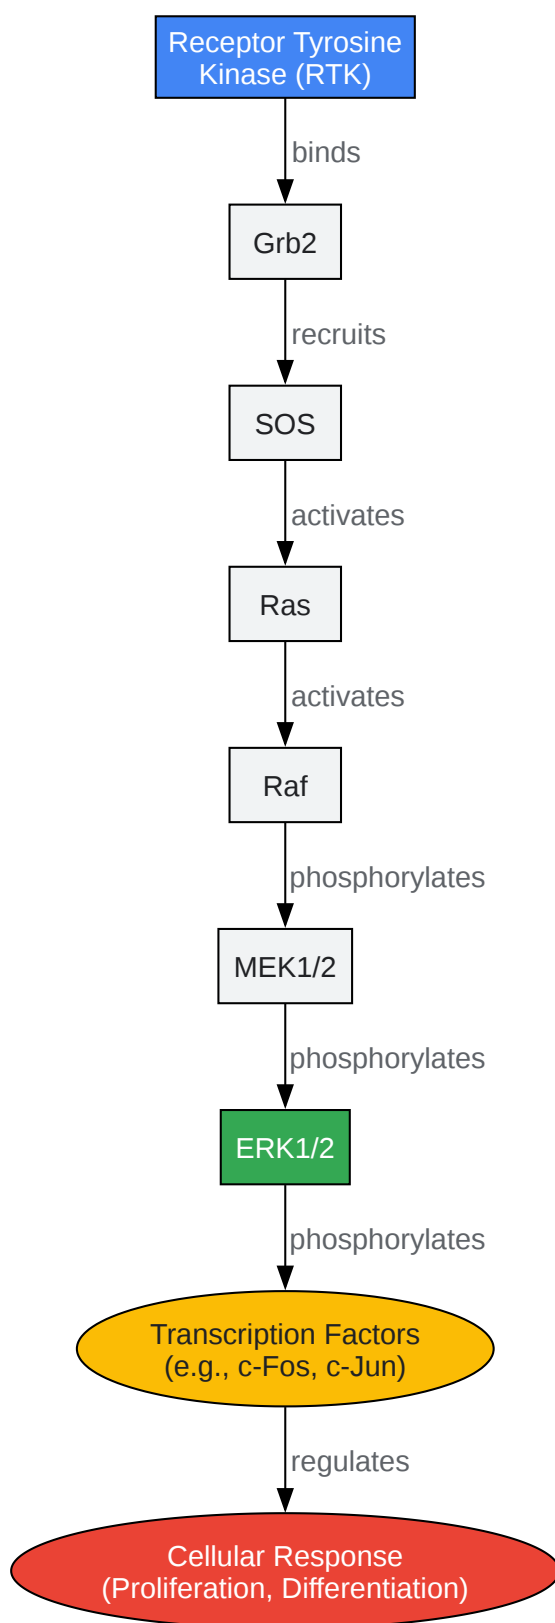 Receptor Tyrosine
Kinase (RTK)
binds
Grb2
recruits
SOS
activates
Ras
activates
Raf
phosphorylates
MEK1/2
phosphorylates
ERK1/2
phosphorylates
Transcription Factors
(e.g., c-Fos, c-Jun)
regulates
Cellular Response
(Proliferation, Differentiation)